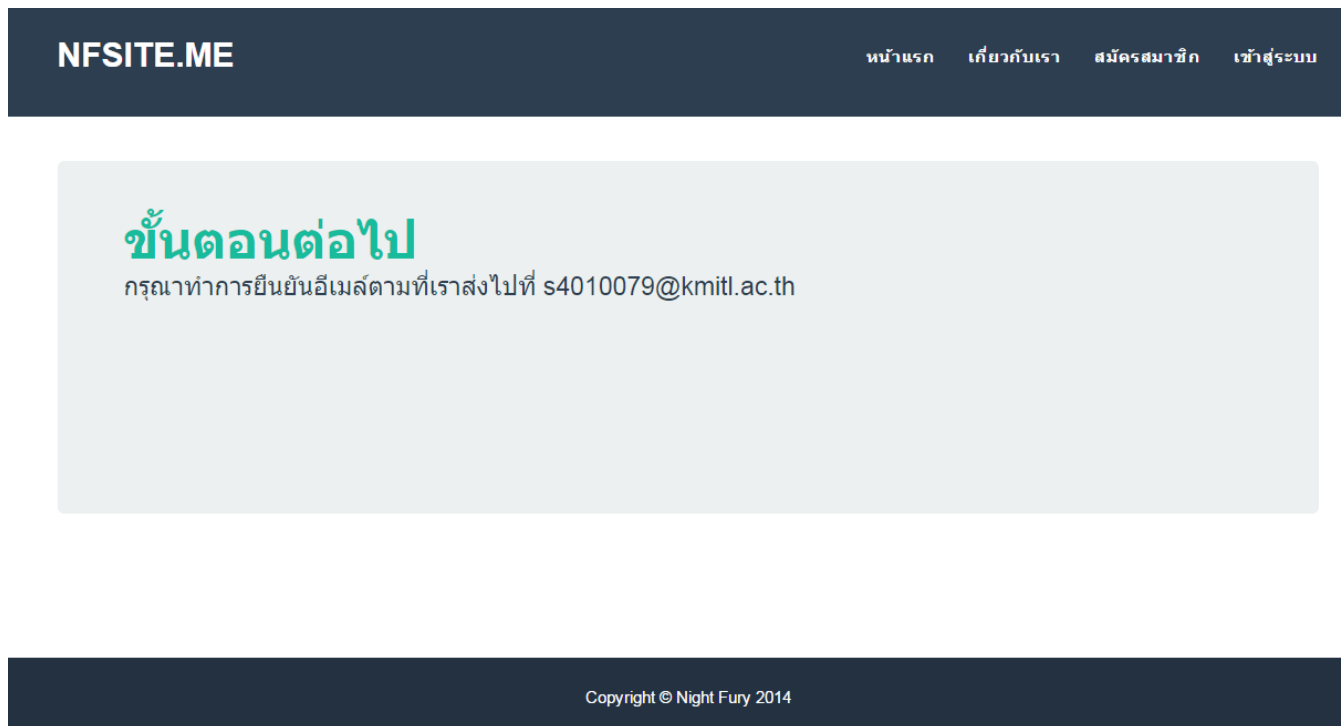 NFSITE.ME
หน้าแรก เกี่ยวกับเรา สมัครสมาชิก เข้าสู่ระบบ
ขั้นตอนต่อไป
กรุณาทำการยืนยันอีเมล์ตามที่เราส่งไปที่ s4010079@kmitl.ac.th
Copyright © Night Fury 2014